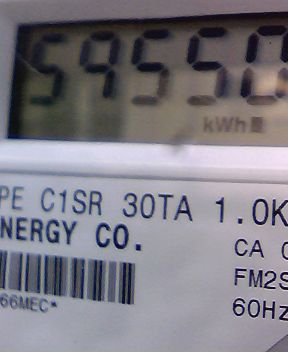 59550
kWh
PE C1SR 30TA 1.0K
NERGY CO.
CA
FM2S
60Hz
66MEC*